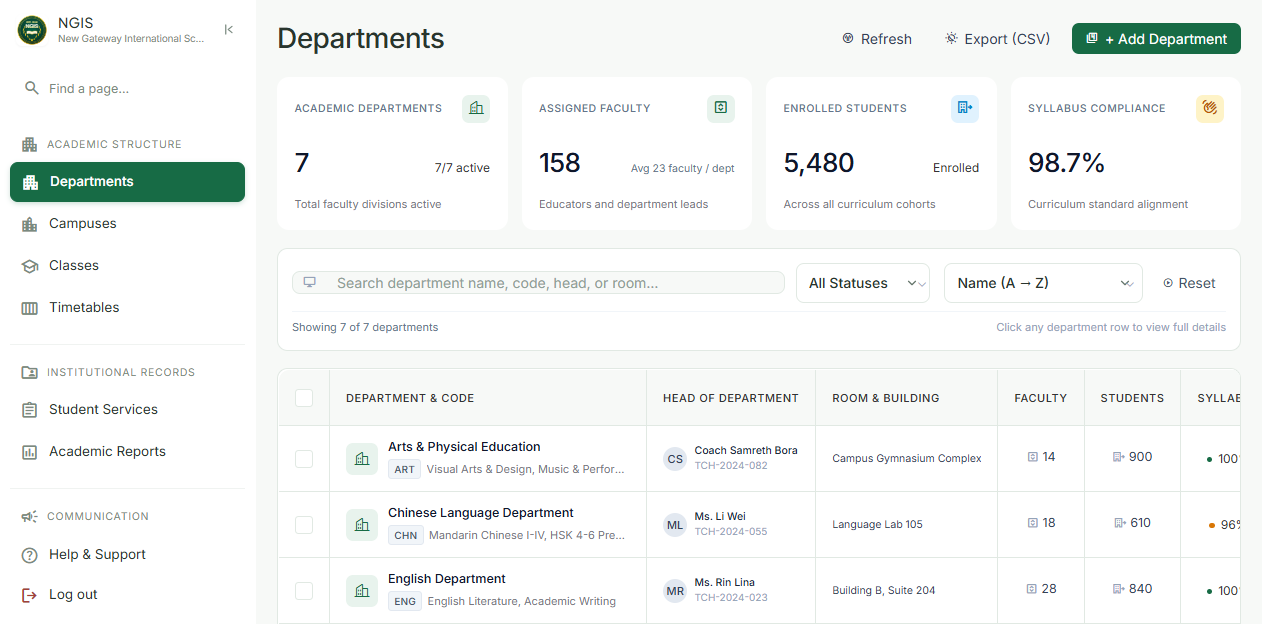 NGIS
New Gateway International Sc...
Find a page...
ACADEMIC STRUCTURE
Departments
Campuses
Classes
Timetables
INSTITUTIONAL RECORDS
Student Services
Academic Reports
COMMUNICATION
Help & Support
Log out
Departments
Refresh
Export (CSV)
+ Add Department
ACADEMIC DEPARTMENTS
7
7/7 active
Total faculty divisions active
ASSIGNED FACULTY
158
Avg 23 faculty / dept
Educators and department leads
ENROLLED STUDENTS
5,480
Enrolled
Across all curriculum cohorts
SYLLABUS COMPLIANCE
98.7%
Curriculum standard alignment
Search department name, code, head, or room...
All Statuses
Name (A → Z)
Reset
Showing 7 of 7 departments
Click any department row to view full details
DEPARTMENT & CODE
HEAD OF DEPARTMENT
ROOM & BUILDING
FACULTY
STUDENTS
SYLLAB
Arts & Physical Education
ART Visual Arts & Design, Music & Perfor...
CS
Coach Samreth Bora
TCH-2024-082
Campus Gymnasium Complex
14
900
100
Chinese Language Department
CHN Mandarin Chinese I-IV, HSK 4-6 Pre...
ML
Ms. Li Wei
TCH-2024-055
Language Lab 105
18
610
96%
English Department
ENG English Literature, Academic Writing
MR
Ms. Rin Lina
TCH-2024-023
Building B, Suite 204
28
840
100